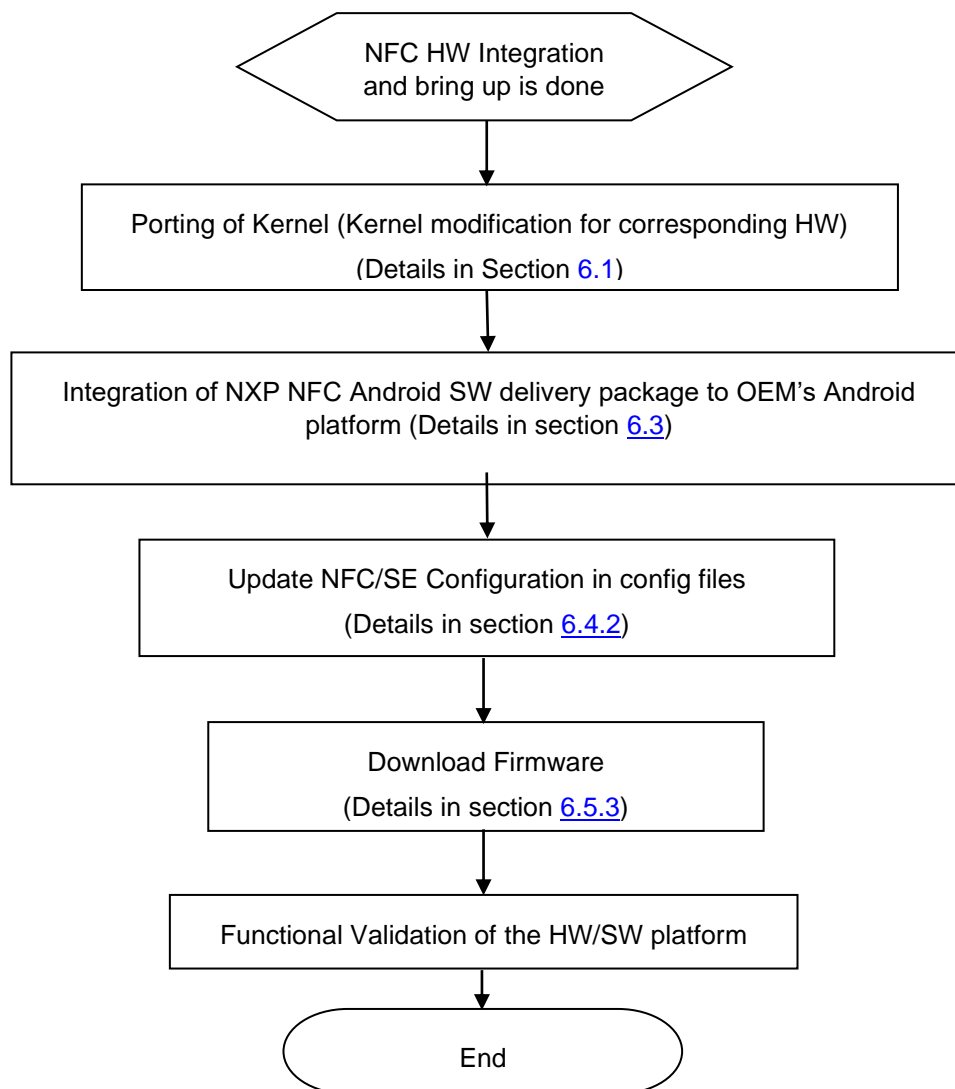 NFC HW Integration
and bring up is done
Porting of Kernel (Kernel modification for corresponding HW)
(Details in Section 6.1)
Integration of NXP NFC Android SW delivery package to OEM's Android
platform (Details in section 6.3)
Update NFC/SE Configuration in config files
(Details in section 6.4.2)
Download Firmware
(Details in section 6.5.3)
Functional Validation of the HW/SW platform
End